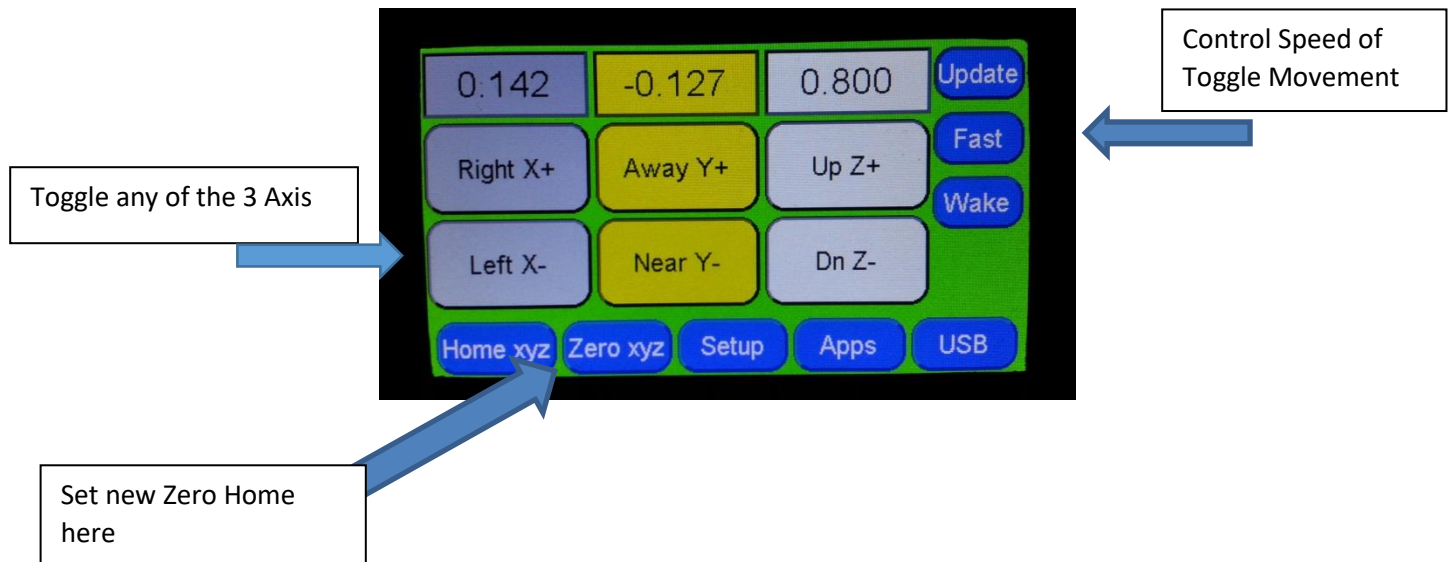 Control Speed of
Toggle Movement
0.142 -0.127 0.800 Update
Right X+ Away Y+ Up Z+ Fast
Wake
Toggle any of the 3 Axis
Left X- Near Y- Dn Z-
Home xyz Zero xyz Setup Apps USB
Set new Zero Home
here